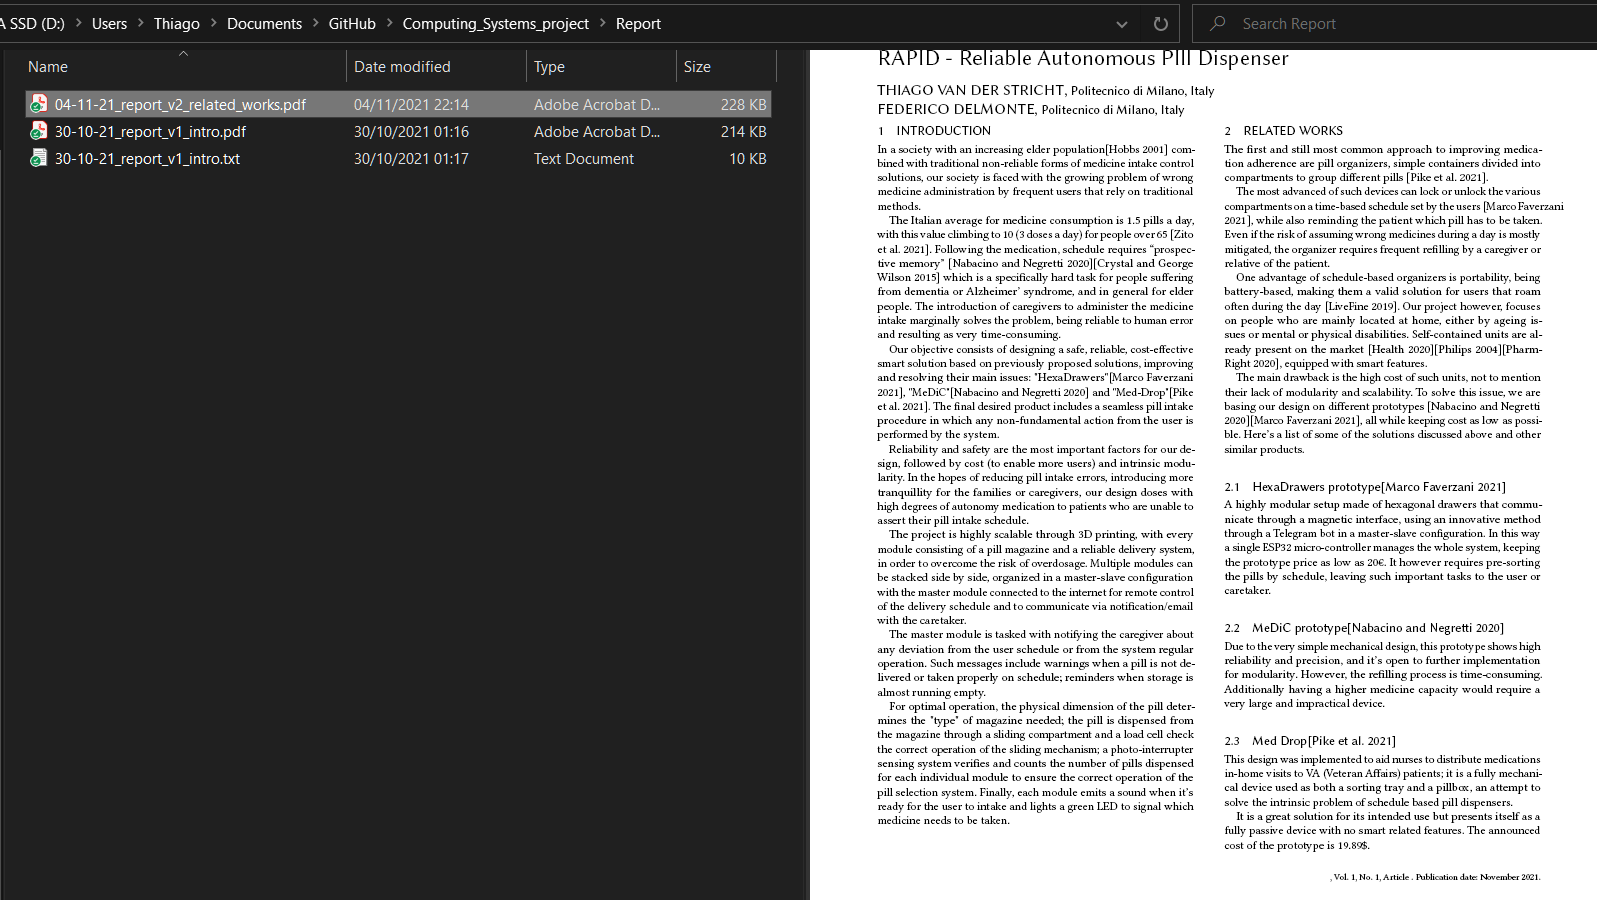 A SSD (D:) > Users > Thiago > Documents > GitHub > Computing_Systems_project > Report
Search Report
Name Date modified Type Size
04-11-21_report_v2_related_works.pdf 04/11/2021 22:14 Adobe Acrobat D... 228 KB
30-10-21_report_v1_intro.pdf 30/10/2021 01:16 Adobe Acrobat D... 214 KB
30-10-21_report_v1_intro.txt 30/10/2021 01:17 Text Document 10 KB
RAPID - Reliable Autonomous PIll Dispenser
THIAGO VAN DER STRICHT, Politecnico di Milano, Italy
FEDERICO DELMONTE, Politecnico di Milano, Italy
1 INTRODUCTION
In a society with an increasing elder population[Hobbs 2001] com-
bined with traditional non-reliable forms of medicine intake control
solutions, our society is faced with the growing problem of wrong
medicine administration by frequent users that rely on traditional
methods.
The Italian average for medicine consumption is 1.5 pills a day,
with this value climbing to 10 (3 doses a day) for people over 65 [Zito
et al. 2021]. Following the medication, schedule requires “prospec-
tive memory” [Nabacino and Negretti 2020][Crystal and George
Wilson 2015] which is a specifically hard task for people suffering
from dementia or Alzheimer’ syndrome, and in general for elder
people. The introduction of caregivers to administer the medicine
intake marginally solves the problem, being reliable to human error
and resulting as very time-consuming.
Our objective consists of designing a safe, reliable, cost-effective
smart solution based on previously proposed solutions, improving
and resolving their main issues: "HexaDrawers"[Marco Faverzani
2021], "MeDiC"[Nabacino and Negretti 2020] and "Med-Drop"[Pike
et al. 2021]. The final desired product includes a seamless pill intake
procedure in which any non-fundamental action from the user is
performed by the system.
Reliability and safety are the most important factors for our de-
sign, followed by cost (to enable more users) and intrinsic modu-
larity. In the hopes of reducing pill intake errors, introducing more
tranquillity for the families or caregivers, our design doses with
high degrees of autonomy medication to patients who are unable to
assert their pill intake schedule.
The project is highly scalable through 3D printing, with every
module consisting of a pill magazine and a reliable delivery system,
in order to overcome the risk of overdosage. Multiple modules can
be stacked side by side, organized in a master-slave configuration
with the master module connected to the internet for remote control
of the delivery schedule and to communicate via notification/email
with the caretaker.
The master module is tasked with notifying the caregiver about
any deviation from the user schedule or from the system regular
operation. Such messages include warnings when a pill is not de-
livered or taken properly on schedule; reminders when storage is
almost running empty.
For optimal operation, the physical dimension of the pill deter-
mines the "type" of magazine needed; the pill is dispensed from
the magazine through a sliding compartment and a load cell check
the correct operation of the sliding mechanism; a photo-interrupter
sensing system verifies and counts the number of pills dispensed
for each individual module to ensure the correct operation of the
pill selection system. Finally, each module emits a sound when it’s
ready for the user to intake and lights a green LED to signal which
medicine needs to be taken.
2 RELATED WORKS
The first and still most common approach to improving medica-
tion adherence are pill organizers, simple containers divided into
compartments to group different pills [Pike et al. 2021].
The most advanced of such devices can lock or unlock the various
compartments on a time-based schedule set by the users [Marco Faverzani
2021], while also reminding the patient which pill has to be taken.
Even if the risk of assuming wrong medicines during a day is mostly
mitigated, the organizer requires frequent refilling by a caregiver or
relative of the patient.
One advantage of schedule-based organizers is portability, being
battery-based, making them a valid solution for users that roam
often during the day [LiveFine 2019]. Our project however, focuses
on people who are mainly located at home, either by ageing is-
sues or mental or physical disabilities. Self-contained units are al-
ready present on the market [Health 2020][Philips 2004][Pharm-
Right 2020], equipped with smart features.
The main drawback is the high cost of such units, not to mention
their lack of modularity and scalability. To solve this issue, we are
basing our design on different prototypes [Nabacino and Negretti
2020][Marco Faverzani 2021], all while keeping cost as low as possi-
ble. Here’s a list of some of the solutions discussed above and other
similar products.
2.1 HexaDrawers prototype[Marco Faverzani 2021]
A highly modular setup made of hexagonal drawers that commu-
nicate through a magnetic interface, using an innovative method
through a Telegram bot in a master-slave configuration. In this way
a single ESP32 micro-controller manages the whole system, keeping
the prototype price as low as 20€. It however requires pre-sorting
the pills by schedule, leaving such important tasks to the user or
caretaker.
2.2 MeDiC prototype[Nabacino and Negretti 2020]
Due to the very simple mechanical design, this prototype shows high
reliability and precision, and it’s open to further implementation
for modularity. However, the refilling process is time-consuming.
Additionally having a higher medicine capacity would require a
very large and impractical device.
2.3 Med Drop[Pike et al. 2021]
This design was implemented to aid nurses to distribute medications
in-home visits to VA (Veteran Affairs) patients; it is a fully mechani-
cal device used as both a sorting tray and a pillbox, an attempt to
solve the intrinsic problem of schedule based pill dispensers.
It is a great solution for its intended use but presents itself as a
fully passive device with no smart related features. The announced
cost of the prototype is 19.89$.
, Vol. 1, No. 1, Article . Publication date: November 2021.